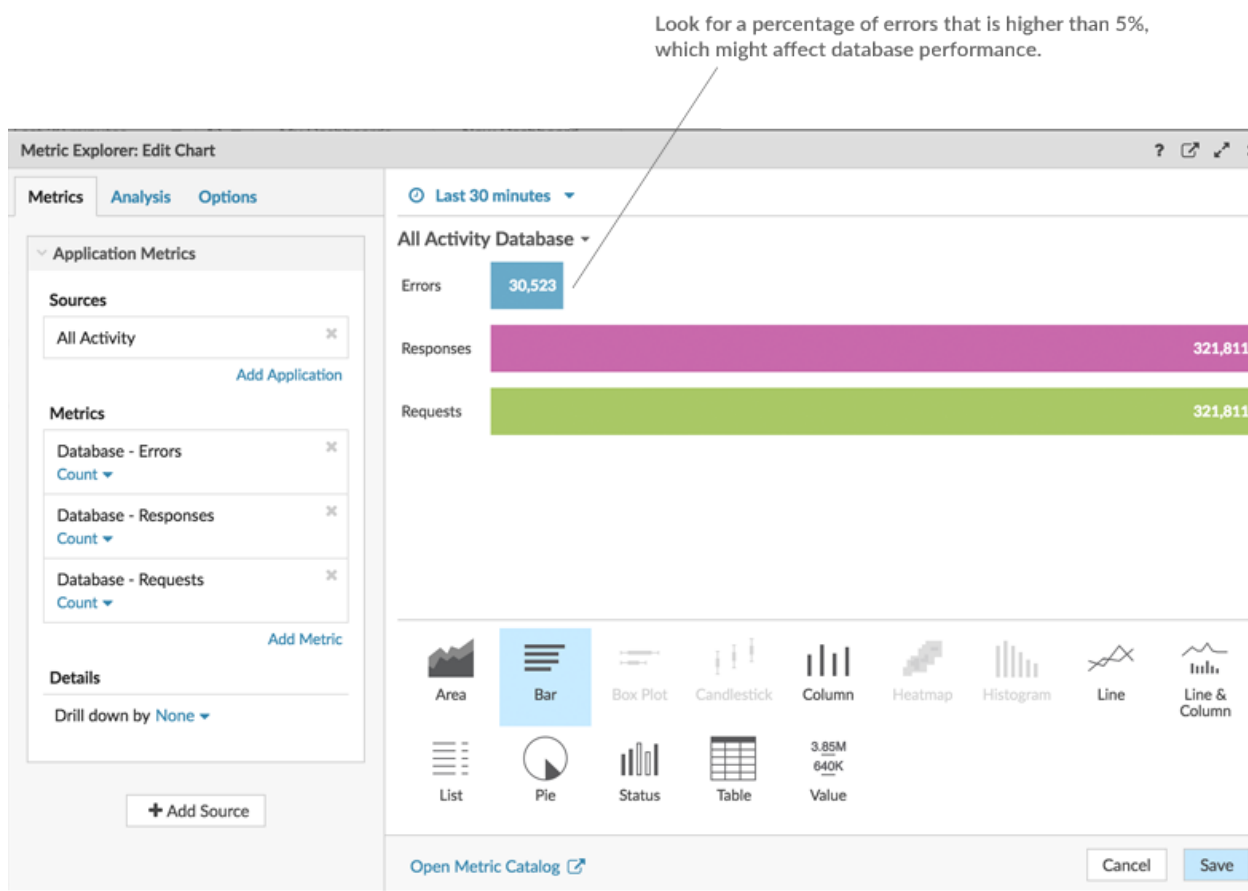 Look for a percentage of errors that is higher than 5%,
which might affect database performance.
Metric Explorer: Edit Chart
?
Metrics Analysis Options
Last 30 minutes
Application Metrics
Sources
All Activity
Add Application
Metrics
Database - Errors
Count
Database - Responses
Count
Database - Requests
Count
Add Metric
Details
Drill down by None
+ Add Source
All Activity Database
Errors 30,523
Responses 321,811
Requests 321,811
Area Bar Box Plot Candlestick Column Heatmap Histogram Line Line &
Column
3.85M
640K
List Pie Status Table Value
Open Metric Catalog
Cancel Save